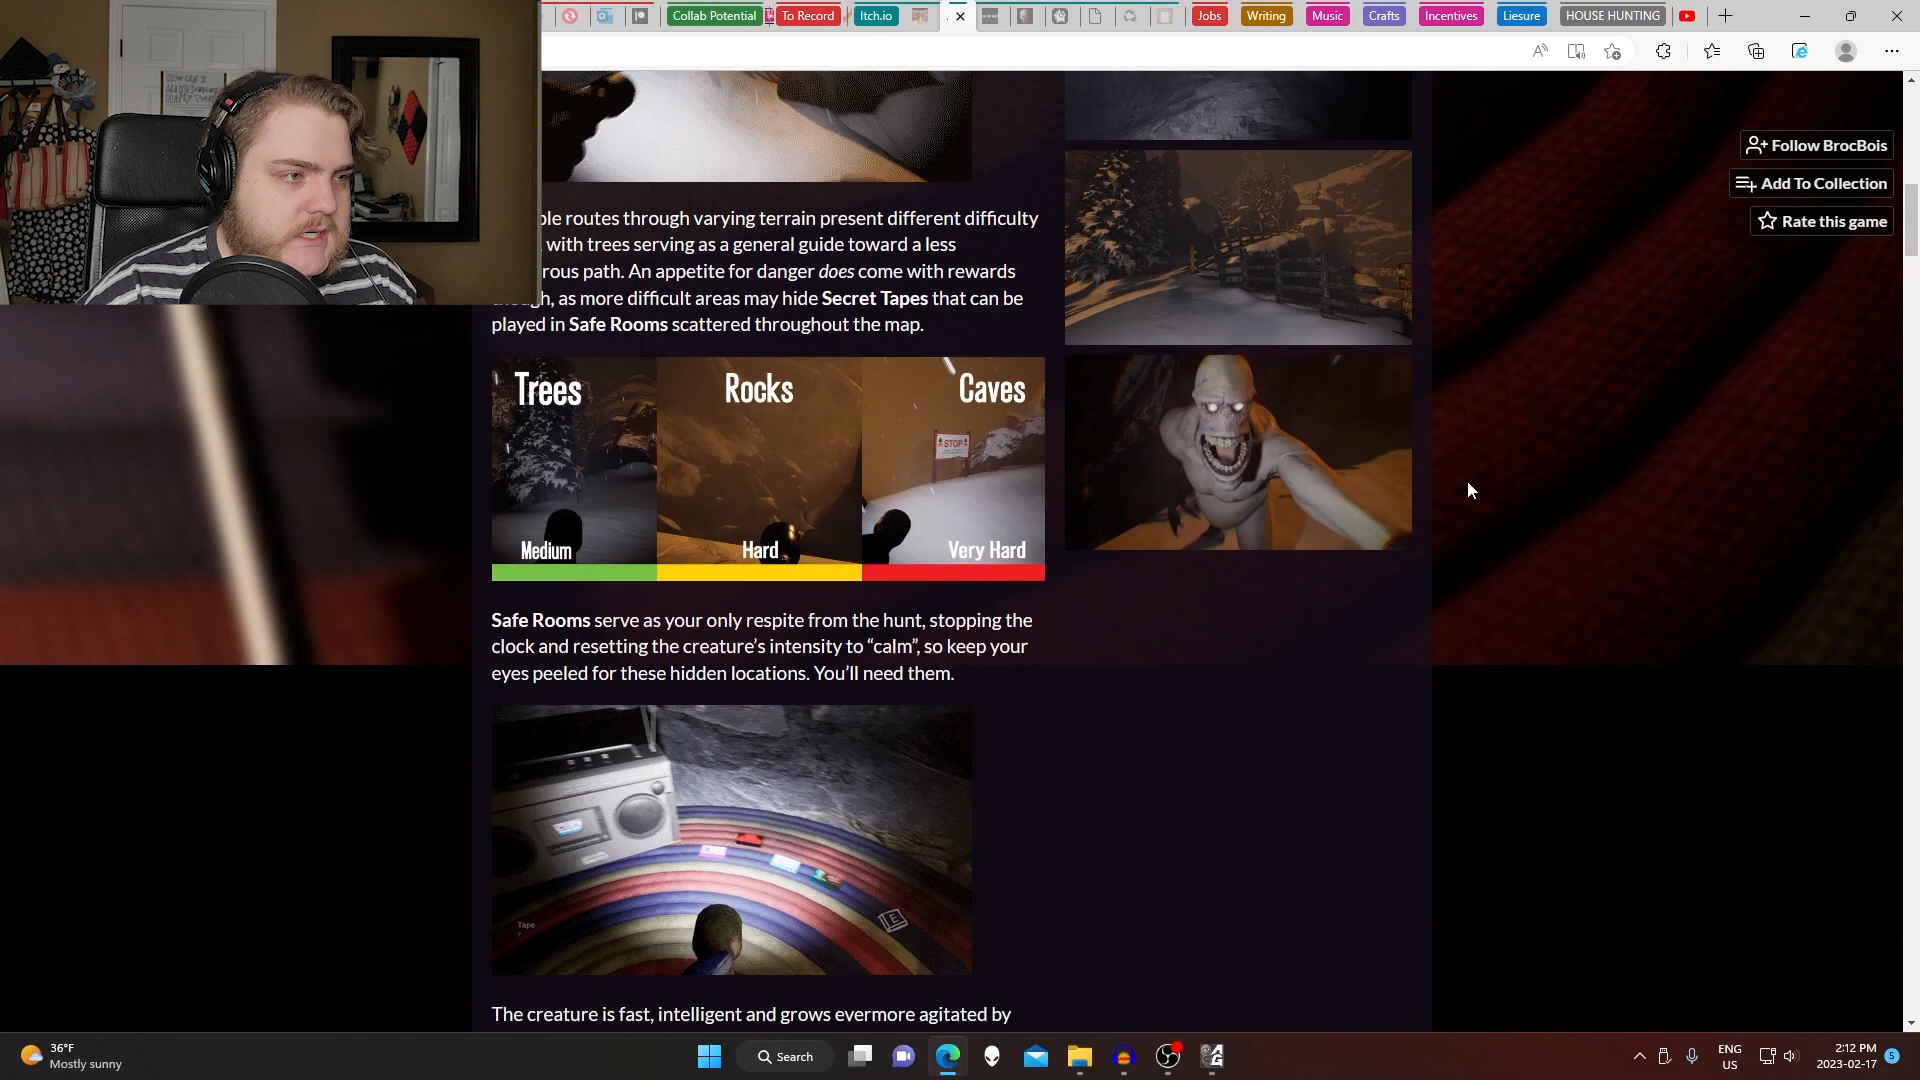 Collab Potential To Record Itch.io Jobs Writing Music Crafts Incentives Liesure HOUSE HUNTING
Follow BrocBois
Add To Collection
Rate this game
ble routes through varying terrain present different difficulty
with trees serving as a general guide toward a less
rous path. An appetite for danger does come with rewards
as more difficult areas may hide Secret Tapes that can be
played in Safe Rooms scattered throughout the map.
Trees Rocks Caves
STOP
Medium Hard Very Hard
Safe Rooms serve as your only respite from the hunt, stopping the
clock and resetting the creature's intensity to “calm”, so keep your
eyes peeled for these hidden locations. You'll need them.
Tape
E
The creature is fast, intelligent and grows evermore agitated by
36°F
Mostly sunny
Search
ENG
US
2:12 PM
2023-02-17
5